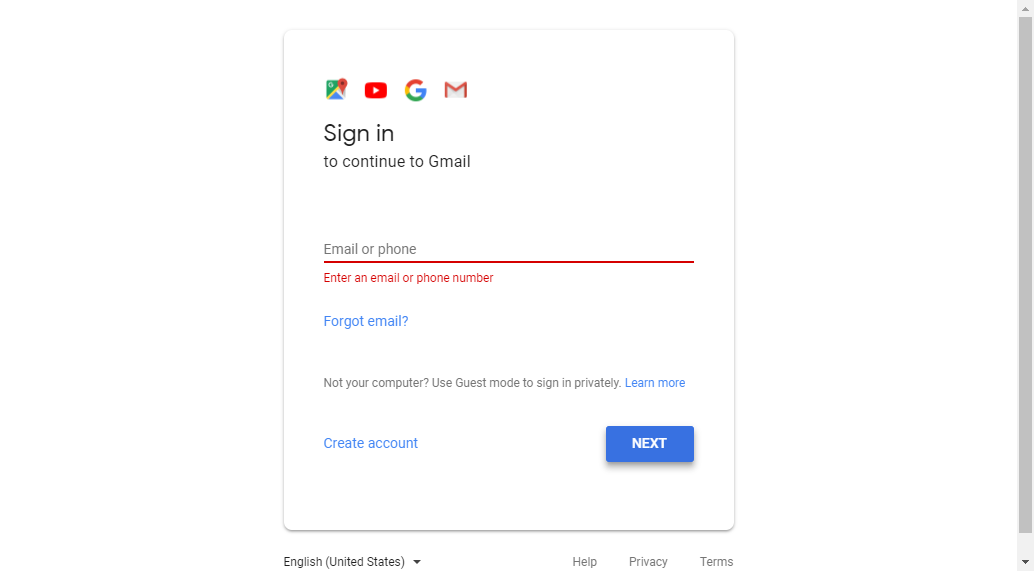 Sign in
to continue to Gmail
Email or phone
Enter an email or phone number
Forgot email?
Not your computer? Use Guest mode to sign in privately. Learn more
Create account NEXT
English (United States) Help Privacy Terms